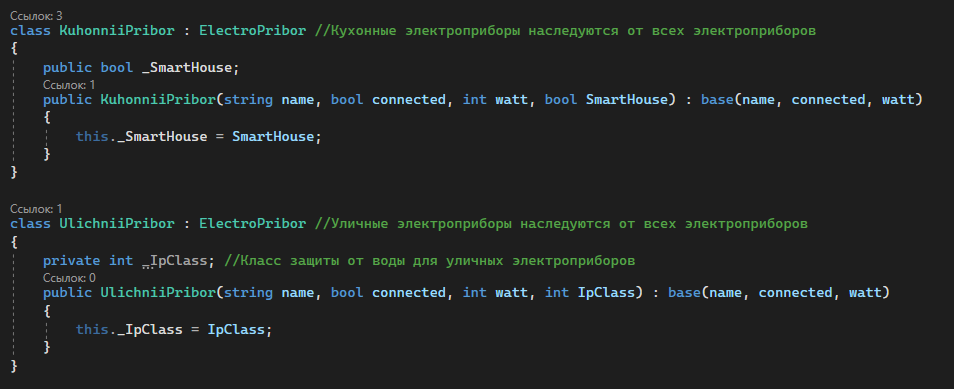 Ссылок: 3
class KuhonniiPribor : ElectroPribor //Кухонные электроприборы наследуются от всех электроприборов
{
public bool _SmartHouse;
Ссылок: 1
public KuhonniiPribor(string name, bool connected, int watt, bool SmartHouse) : base(name, connected, watt)
{
this._SmartHouse = SmartHouse;
}
}
Ссылок: 1
class UlichniiPribor : ElectroPribor //Уличные электроприборы наследуются от всех электроприборов
{
private int _IpClass; //Класс защиты от воды для уличных электроприборов
Ссылок: 0
public UlichniiPribor(string name, bool connected, int watt, int IpClass) : base(name, connected, watt)
{
this._IpClass = IpClass;
}
}